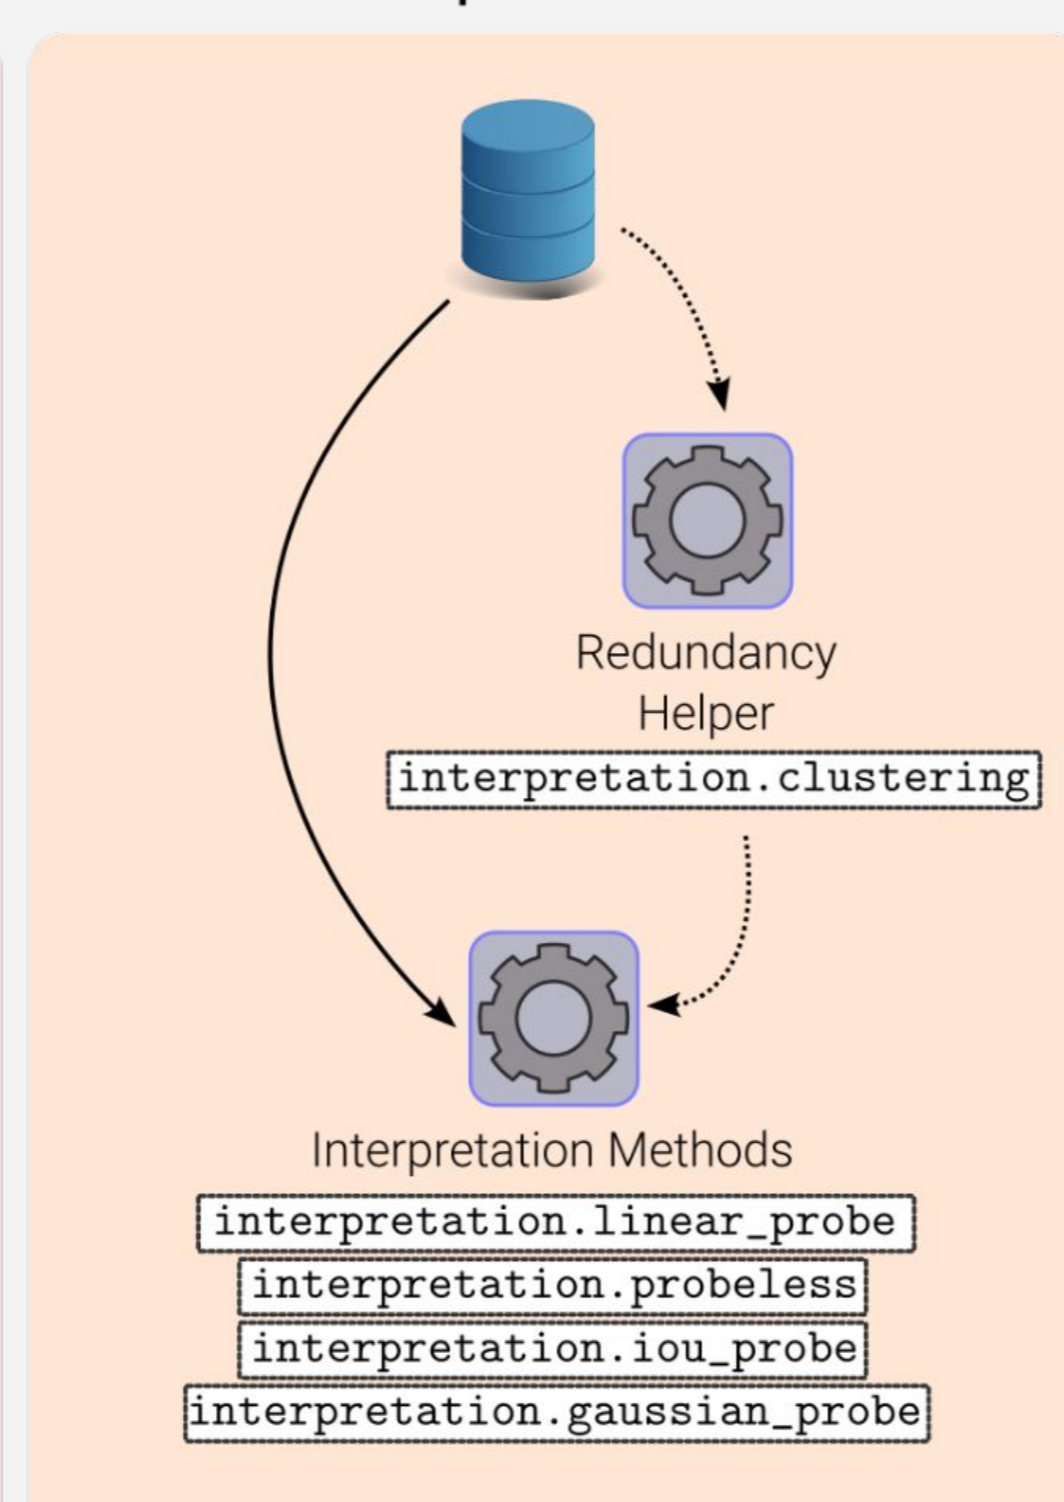 Redundancy
Helper
interpretation.clustering
Interpretation Methods
interpretation.linear_probe
interpretation.probeless
interpretation.iou_probe
interpretation.gaussian_probe